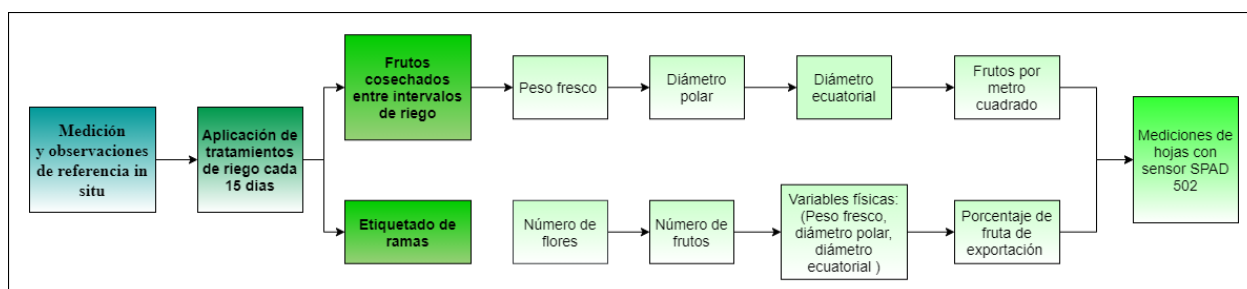 Medición
y observaciones
de referencia in
situ
Aplicación de
tratamientos
de riego cada
15 dias
Frutos
cosechados
entre intervalos
de riego
Peso fresco
Diámetro
polar
Diámetro
ecuatorial
Frutos por
metro
cuadrado
Etiquetado de
ramas
Número de
flores
Número de
frutos
Variables físicas:
(Peso fresco,
diámetro polar,
diámetro
ecuatorial )
Porcentaje de
fruta de
exportación
Mediciones de
hojas con
sensor SPAD
502